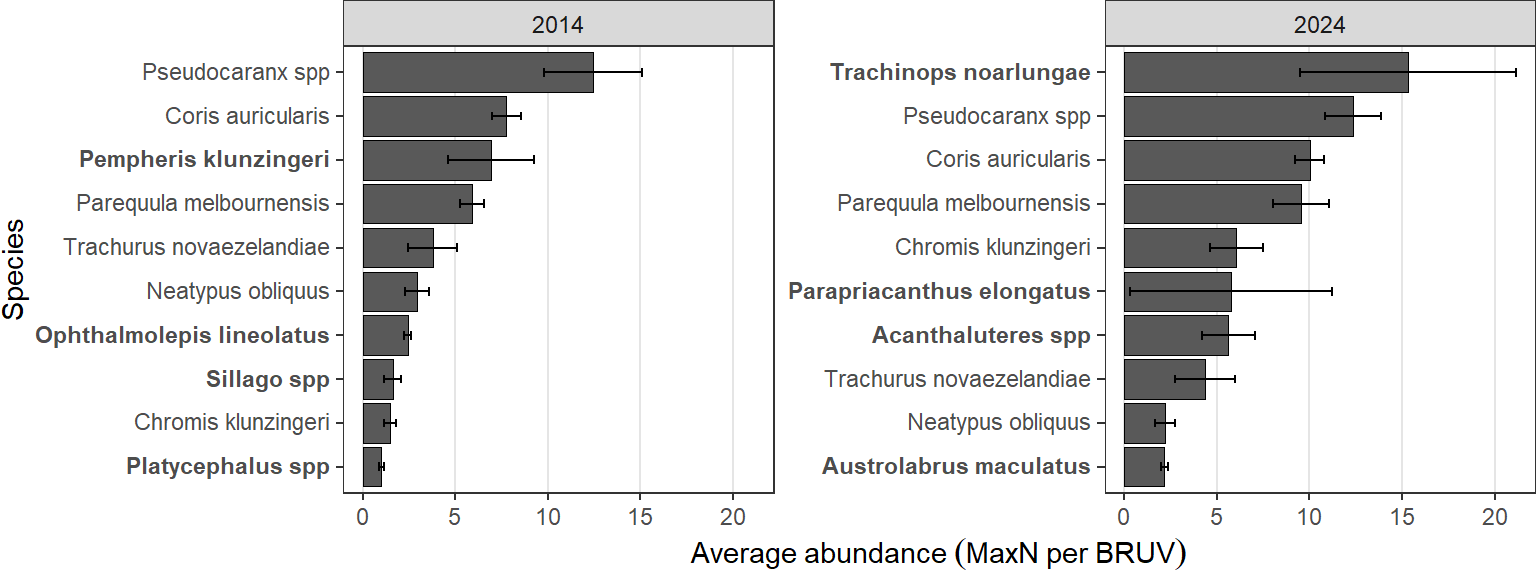 2014
2024
Species
Pseudocaranx spp
Coris auricularis
Pempheris klunzingeri
Parequula melbournensis
Trachurus novaezelandiae
Neatypus obliquus
Ophthalmolepis lineolatus
Sillago spp
Chromis klunzingeri
Platycephalus spp
0 5 10 15 20
Trachinops noarlungae
Pseudocaranx spp
Coris auricularis
Parequula melbournensis
Chromis klunzingeri
Parapriacanthus elongatus
Acanthaluteres spp
Trachurus novaezelandiae
Neatypus obliquus
Austrolabrus maculatus
0 5 10 15 20
Average abundance (MaxN per BRUV)